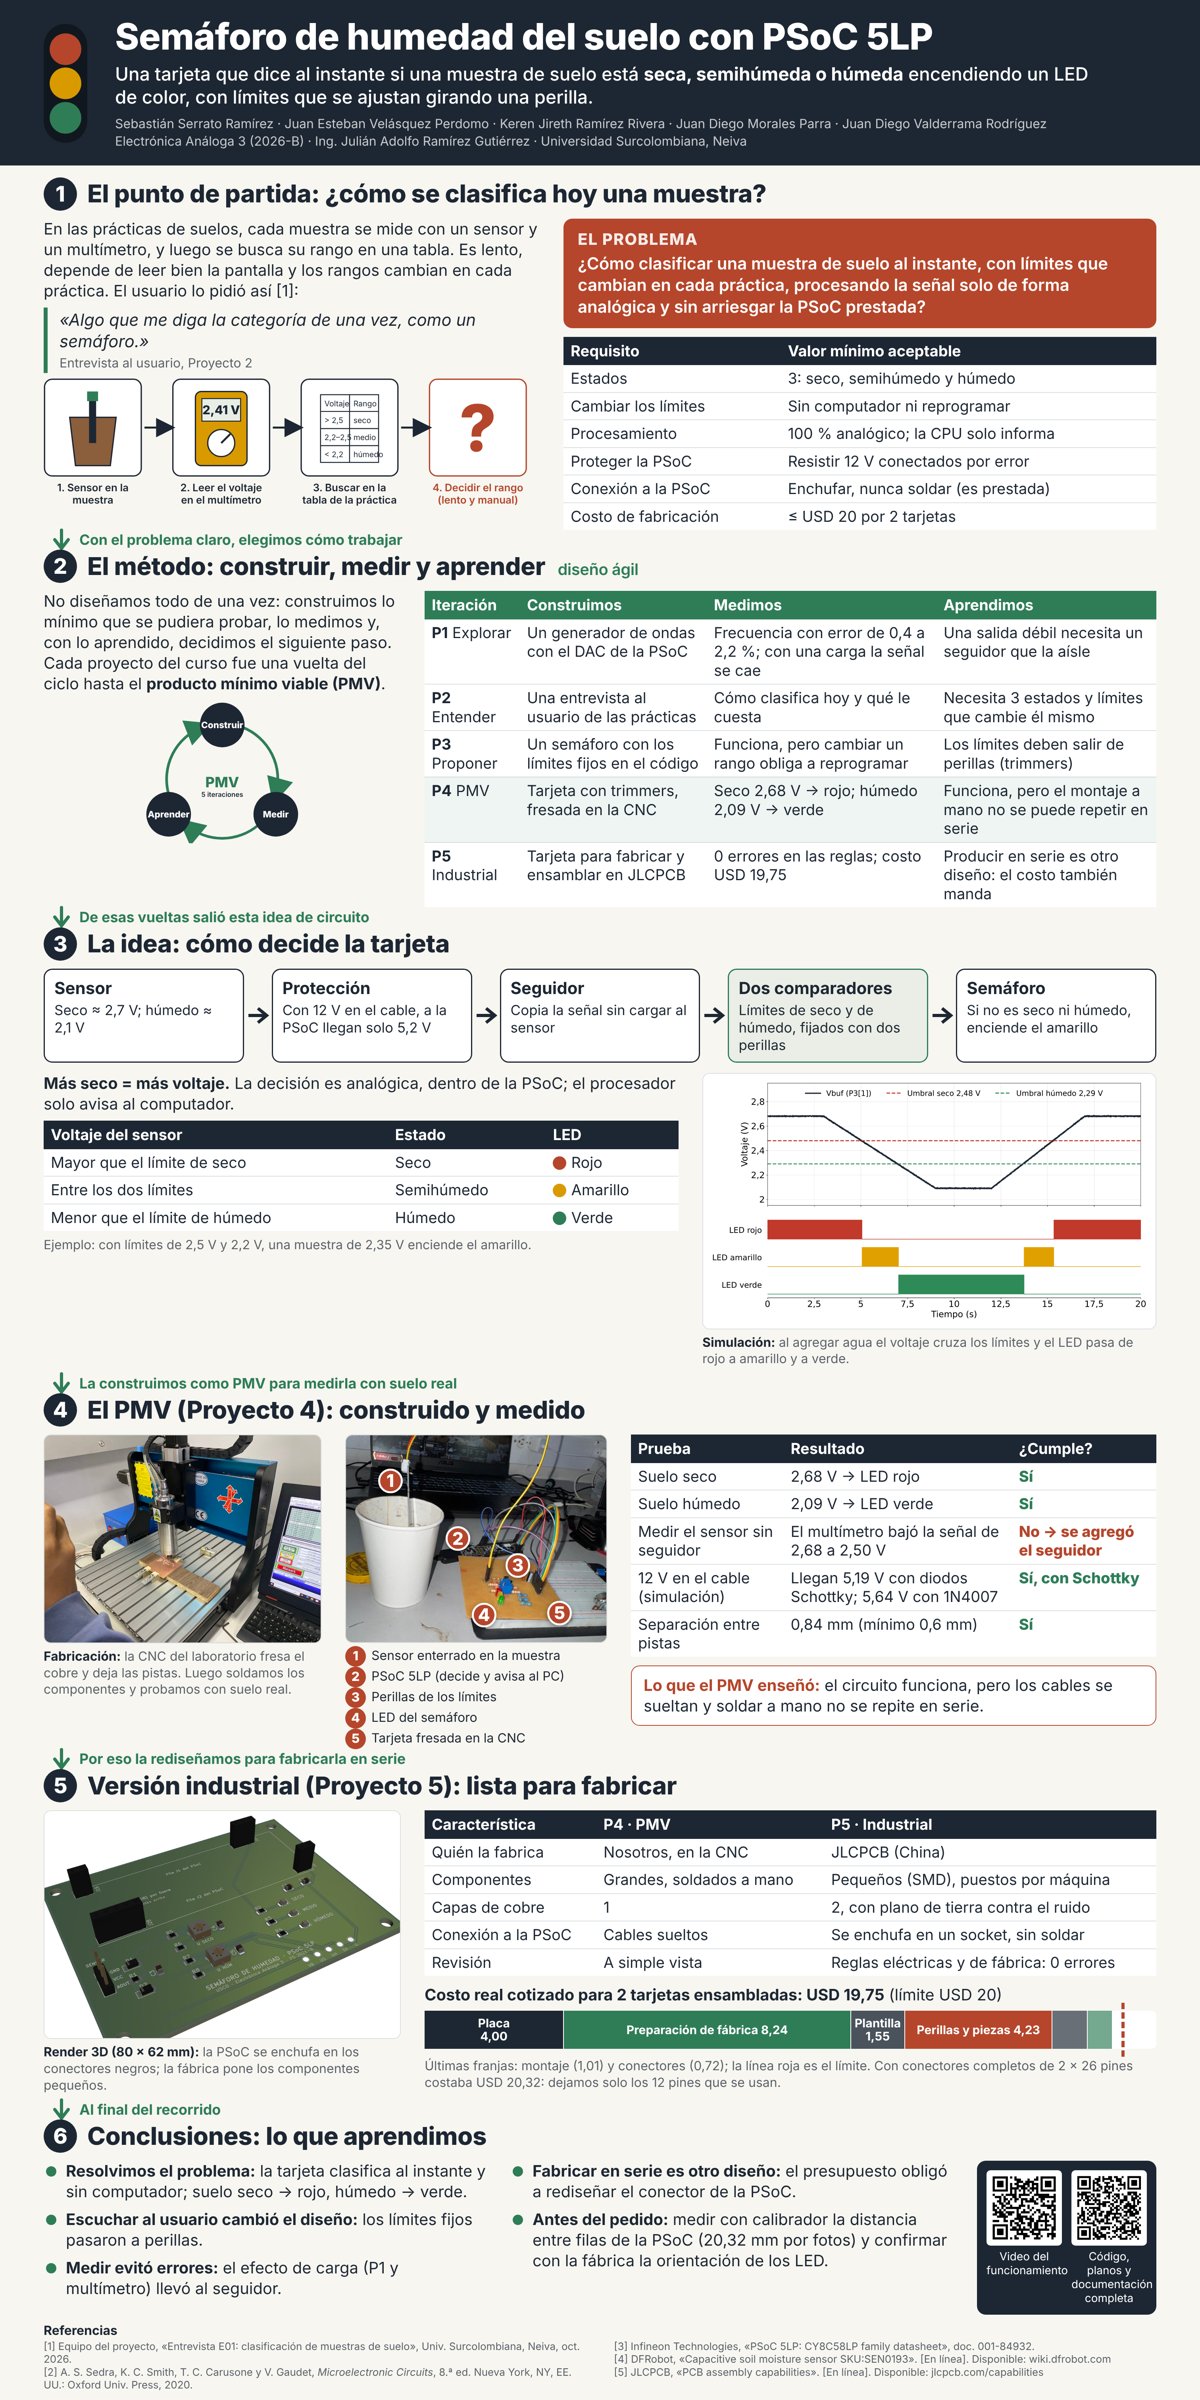 Semáforo de humedad del suelo con PSoC 5LP
Una tarjeta que dice al instante si una muestra de suelo está seca, semihúmeda o húmeda encendiendo un LED
de color, con límites que se ajustan girando una perilla.
Sebastián Serrato Ramírez · Juan Esteban Velásquez Perdomo · Keren Jireth Ramírez Rivera · Juan Diego Morales Parra · Juan Diego Valderrama Rodríguez
Electrónica Análoga 3 (2026-B) · Ing. Julián Adolfo Ramírez Gutiérrez · Universidad Surcolombiana, Neiva
1 El punto de partida: ¿cómo se clasifica hoy una muestra?
En las prácticas de suelos, cada muestra se mide con un sensor y
un multímetro, y luego se busca su rango en una tabla. Es lento,
depende de leer bien la pantalla y los rangos cambian en cada
práctica. El usuario lo pidió así [1]:
«Algo que me diga la categoría de una vez, como un
semáforo.»
Entrevista al usuario, Proyecto 2
2,41 V
Voltaje Rango
> 2,5 seco
2,2–2,5 medio
< 2,2 húmedo
?
1. Sensor en la
muestra
2. Leer el voltaje
en el multímetro
3. Buscar en la
tabla de la práctica
4. Decidir el rango
(lento y manual)
EL PROBLEMA
¿Cómo clasificar una muestra de suelo al instante, con límites que
cambian en cada práctica, procesando la señal solo de forma
analógica y sin arriesgar la PSoC prestada?
Requisito Valor mínimo aceptable
Estados 3: seco, semihúmedo y húmedo
Cambiar los límites Sin computador ni reprogramar
Procesamiento 100 % analógico; la CPU solo informa
Proteger la PSoC Resistir 12 V conectados por error
Conexión a la PSoC Enchufar, nunca soldar (es prestada)
Costo de fabricación ≤ USD 20 por 2 tarjetas
Con el problema claro, elegimos cómo trabajar
2 El método: construir, medir y aprender diseño ágil
No diseñamos todo de una vez: construimos lo
mínimo que se pudiera probar, lo medimos y,
con lo aprendido, decidimos el siguiente paso.
Cada proyecto del curso fue una vuelta del
ciclo hasta el producto mínimo viable (PMV).
Construir
PMV
5 iteraciones
Aprender
Medir
Iteración Construimos Medimos Aprendimos
P1 Explorar
Un generador de ondas
con el DAC de la PSoC
Frecuencia con error de 0,4 a
2,2 %; con una carga la señal
se cae
Una salida débil necesita un
seguidor que la aísle
P2
Entender
Una entrevista al
usuario de las prácticas
Cómo clasifica hoy y qué le
cuesta
Necesita 3 estados y límites
que cambie él mismo
P3
Proponer
Un semáforo con los
límites fijos en el código
Funciona, pero cambiar un
rango obliga a reprogramar
Los límites deben salir de
perillas (trimmers)
P4 PMV
Tarjeta con trimmers,
fresada en la CNC
Seco 2,68 V → rojo; húmedo
2,09 V → verde
Funciona, pero el montaje a
mano no se puede repetir en
serie
P5
Industrial
Tarjeta para fabricar y
ensamblar en JLCPCB
0 errores en las reglas; costo
USD 19,75
Producir en serie es otro
diseño: el costo también
manda
De esas vueltas salió esta idea de circuito
3 La idea: cómo decide la tarjeta
Sensor
Seco ≈ 2,7 V; húmedo ≈
2,1 V
Protección
Con 12 V en el cable, a la
PSoC llegan solo 5,2 V
Seguidor
Copia la señal sin cargar al
sensor
Dos comparadores
Límites de seco y de
húmedo, fijados con dos
perillas
Semáforo
Si no es seco ni húmedo,
enciende el amarillo
Más seco = más voltaje. La decisión es analógica, dentro de la PSoC; el procesador
solo avisa al computador.
Voltaje del sensor Estado LED
Mayor que el límite de seco Seco Rojo
Entre los dos límites Semihúmedo Amarillo
Menor que el límite de húmedo Húmedo Verde
Ejemplo: con límites de 2,5 V y 2,2 V, una muestra de 2,35 V enciende el amarillo.
Vbuf (P3[1]) Umbral seco 2,48 V Umbral húmedo 2,29 V
Voltaje (V)
2,8
2,6
2,4
2,2
2
LED rojo
LED amarillo
LED verde
0 2,5 5 7,5 10 12,5 15 17,5 20
Tiempo (s)
Simulación: al agregar agua el voltaje cruza los límites y el LED pasa de
rojo a amarillo y a verde.
La construimos como PMV para medirla con suelo real
4 El PMV (Proyecto 4): construido y medido
Fabricación: la CNC del laboratorio fresa el
cobre y deja las pistas. Luego soldamos los
componentes y probamos con suelo real.
1
2
3
4
5
1 Sensor enterrado en la muestra
2 PSoC 5LP (decide y avisa al PC)
3 Perillas de los límites
4 LED del semáforo
5 Tarjeta fresada en la CNC
Prueba Resultado ¿Cumple?
Suelo seco 2,68 V → LED rojo Sí
Suelo húmedo 2,09 V → LED verde Sí
Medir el sensor sin
seguidor
El multímetro bajó la señal de
2,68 a 2,50 V
No → se agregó
el seguidor
12 V en el cable
(simulación)
Llegan 5,19 V con diodos
Schottky; 5,64 V con 1N4007
Sí, con Schottky
Separación entre
pistas
0,84 mm (mínimo 0,6 mm)
Sí
Lo que el PMV enseñó: el circuito funciona, pero los cables se
sueltan y soldar a mano no se repite en serie.
Por eso la rediseñamos para fabricarla en serie
5 Versión industrial (Proyecto 5): lista para fabricar
SEMÁFORO DE HUMEDAD PSOC 5LP
Render 3D (80 × 62 mm): la PSoC se enchufa en los
conectores negros; la fábrica pone los componentes
pequeños.
Característica P4 · PMV P5 · Industrial
Quién la fabrica Nosotros, en la CNC JLCPCB (China)
Componentes Grandes, soldados a mano Pequeños (SMD), puestos por máquina
Capas de cobre 1 2, con plano de tierra contra el ruido
Conexión a la PSoC Cables sueltos Se enchufa en un socket, sin soldar
Revisión A simple vista Reglas eléctricas y de fábrica: 0 errores
Costo real cotizado para 2 tarjetas ensambladas: USD 19,75 (límite USD 20)
Placa
4,00
Preparación de fábrica 8,24
Plantilla
1,55
Perillas y piezas 4,23
Últimas franjas: montaje (1,01) y conectores (0,72); la línea roja es el límite. Con conectores completos de 2 × 26 pines
costaba USD 20,32: dejamos solo los 12 pines que se usan.
Al final del recorrido
6 Conclusiones: lo que aprendimos
Resolvimos el problema: la tarjeta clasifica al instante y
sin computador; suelo seco → rojo, húmedo → verde.
Escuchar al usuario cambió el diseño: los límites fijos
pasaron a perillas.
Medir evitó errores: el efecto de carga (P1 y
multímetro) llevó al seguidor.
Fabricar en serie es otro diseño: el presupuesto obligó
a rediseñar el conector de la PSoC.
Antes del pedido: medir con calibrador la distancia
entre filas de la PSoC (20,32 mm por fotos) y confirmar
con la fábrica la orientación de los LED.
Video del
funcionamiento
Código,
planos y
documentación
completa
Referencias
[1] Equipo del proyecto, «Entrevista E01: clasificación de muestras de suelo», Univ. Surcolombiana, Neiva, oct.
2026.
[2] A. S. Sedra, K. C. Smith, T. C. Carusone y V. Gaudet, Microelectronic Circuits, 8.ª ed. Nueva York, NY, EE.
UU.: Oxford Univ. Press, 2020.
[3] Infineon Technologies, «PSoC 5LP: CY8C58LP family datasheet», doc. 001-84932.
[4] DFRobot, «Capacitive soil moisture sensor SKU:SEN0193». [En línea]. Disponible: wiki.dfrobot.com
[5] JLCPCB, «PCB assembly capabilities». [En línea]. Disponible: jlcpcb.com/capabilities